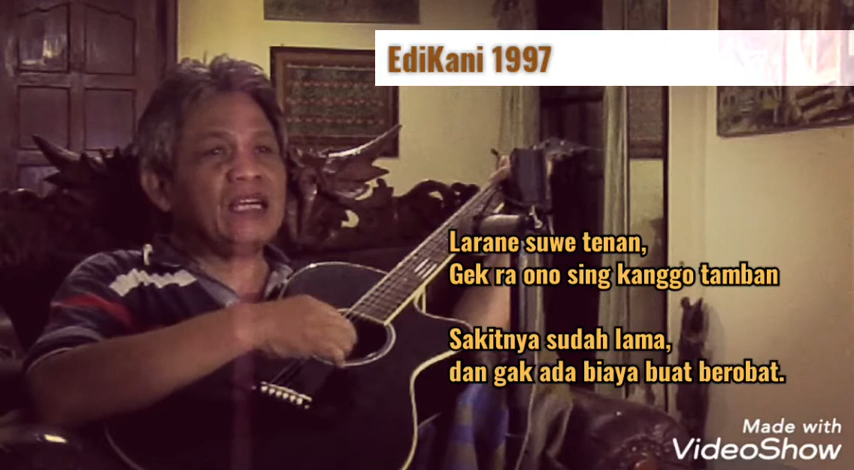 EdiKani 1997
Larane suwe tenan,
Gek ra ono sing kanggo tamban
Sakitnya sudah lama,
dan gak ada biaya buat berobat.
Made with
VideoShow